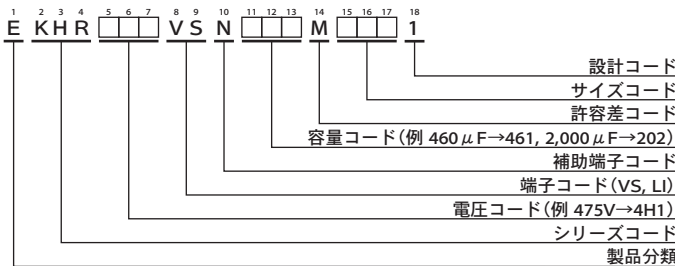 1 2 3 4 5 6 7 8 9 10 11 12 13 14 15 16 17 18
E KHR □□□ VS N □□□ M □□□ 1
設計コード
サイズコード
許容差コード
容量コード(例 460μF→461, 2,000μF→202)
補助端子コード
端子コード(VS, LI)
電圧コード(例 475V→4H1)
シリーズコード
製品分類